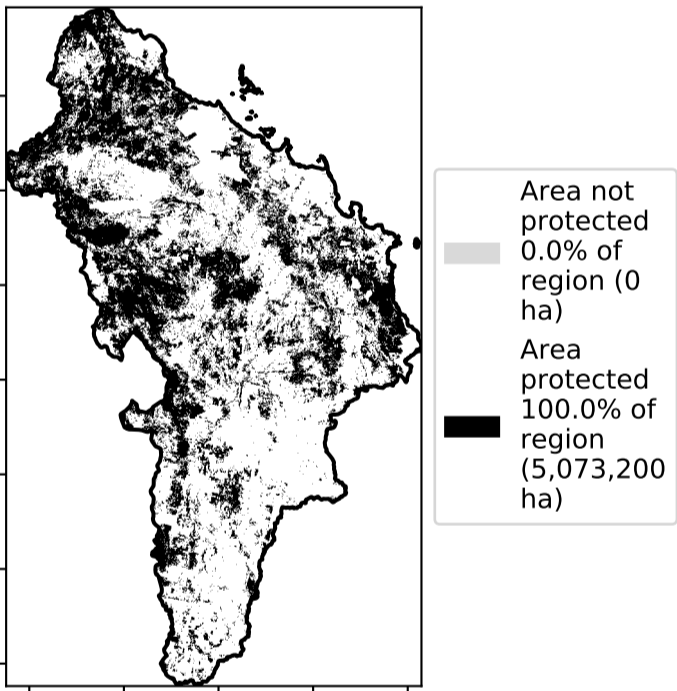 Area not
protected
0.0% of
region (0
ha)
Area
protected
100.0% of
region
(5,073,200
ha)